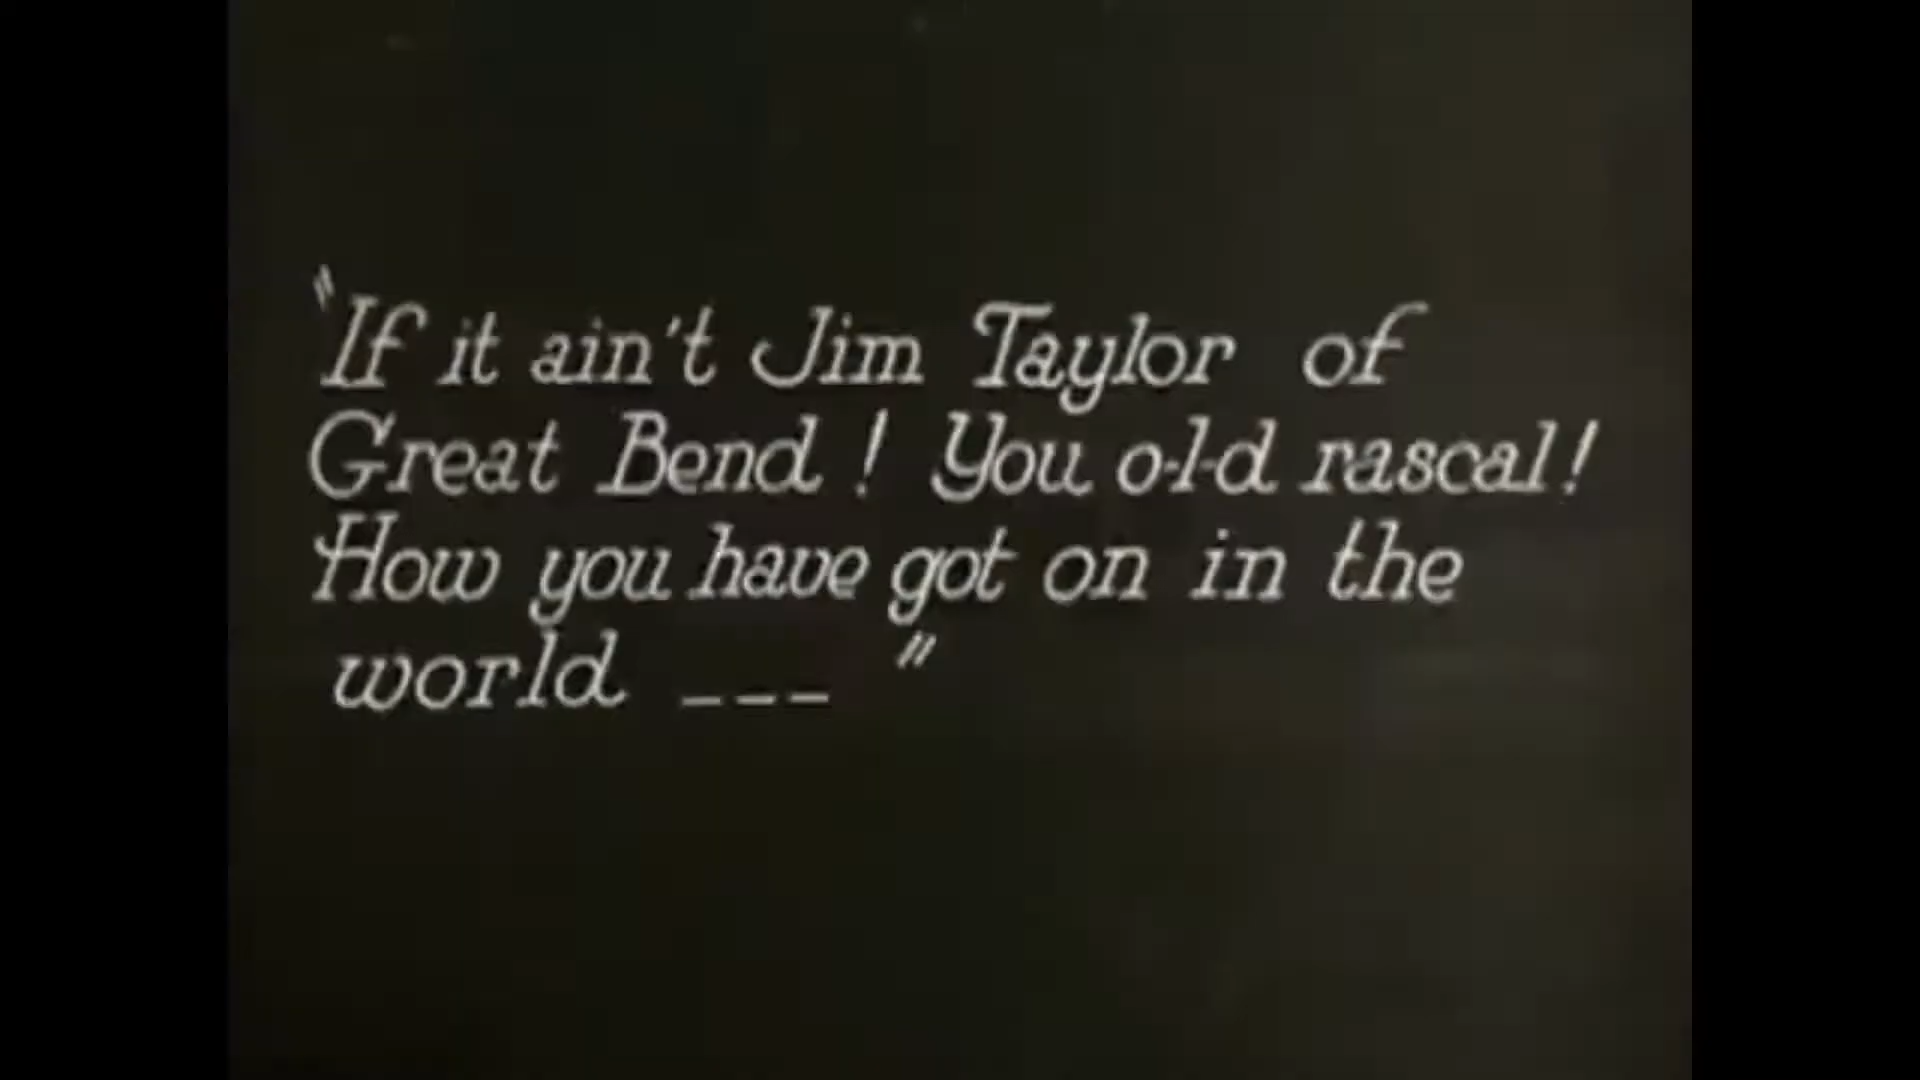 "If it ain't Jim Taylor of
Great Bend! You o-l-d rascal!
How you have got on in the
world ___ "